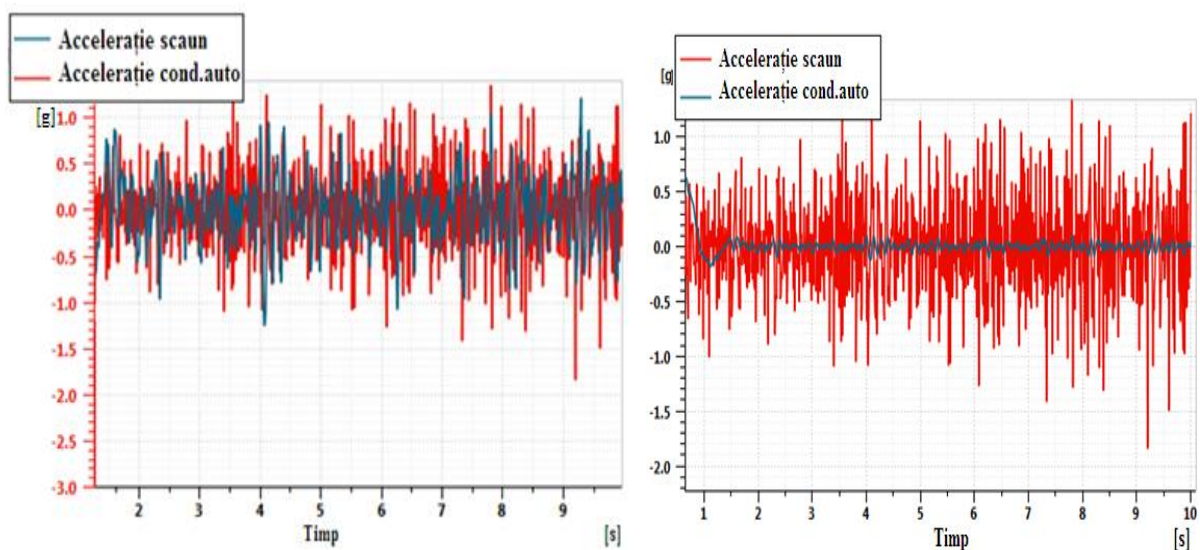 Accelerație scaun
Accelerație cond.auto
[g]
1.0
0.5
0.0
-0.5
-1.0
-1.5
-2.0
-2.5
-3.0
2 3 4 5 6 7 8 9
Timp [s]
Accelerație scaun
Accelerație cond.auto
[g]
1.0
0.5
0.0
-0.5
-1.0
-1.5
-2.0
1 2 3 4 5 6 7 8 9 10
Timp [s]